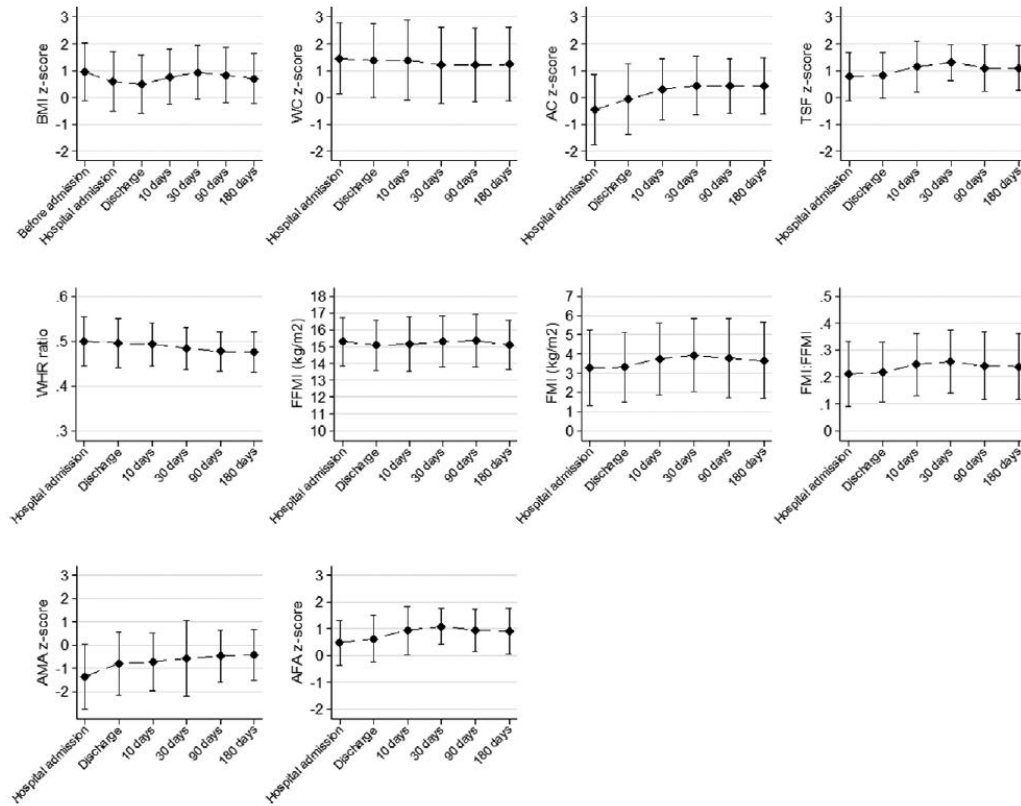 BMI z-score
3
2
1
0
-1
-2
Before admission
Hospital admission
Discharge
10 days
30 days
90 days
180 days
WC z-score
3
2
1
0
-1
-2
Hospital admission
Discharge
10 days
30 days
90 days
180 days
AC z-score
3
2
1
0
-1
-2
Hospital admission
Discharge
10 days
30 days
90 days
180 days
TSF z-score
3
2
1
0
-1
-2
Hospital admission
Discharge
10 days
30 days
90 days
180 days
WHR ratio
.6
.5
.4
.3
Hospital admission
Discharge
10 days
30 days
90 days
180 days
FFMI (kg/m2)
18
17
16
15
14
13
12
11
10
Hospital admission
Discharge
10 days
30 days
90 days
180 days
FMI (kg/m2)
7
6
5
4
3
2
1
0
Hospital admission
Discharge
10 days
30 days
90 days
180 days
FMI:FFMI
.5
.4
.3
.2
.1
0
Hospital admission
Discharge
10 days
30 days
90 days
180 days
AMA z-score
3
2
1
0
-1
-2
Hospital admission
Discharge
10 days
30 days
90 days
180 days
AFA z-score
3
2
1
0
-1
-2
Hospital admission
Discharge
10 days
30 days
90 days
180 days